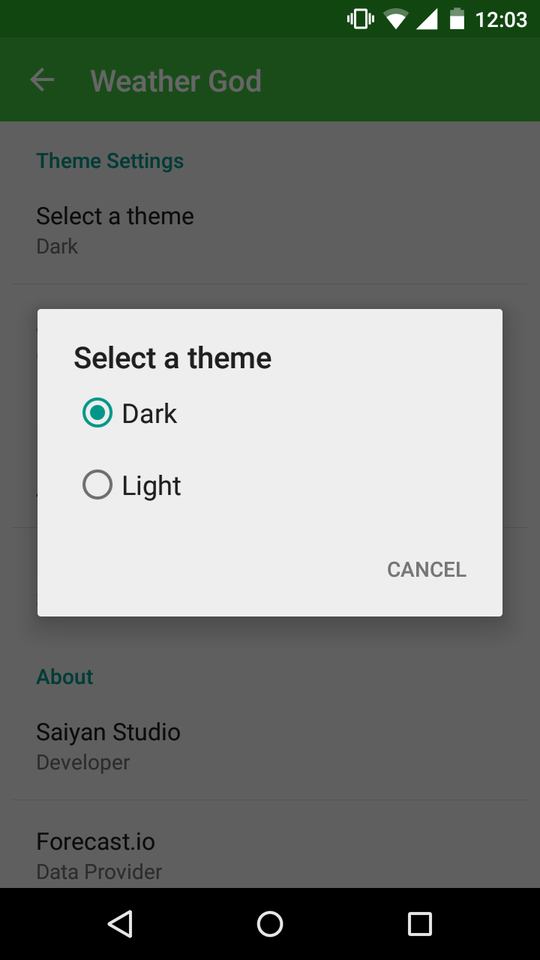 12:03
Weather God
Theme Settings
Select a theme
Dark
Select a theme
Dark
Light
CANCEL
About
Saiyan Studio
Developer
Forecast.io
Data Provider